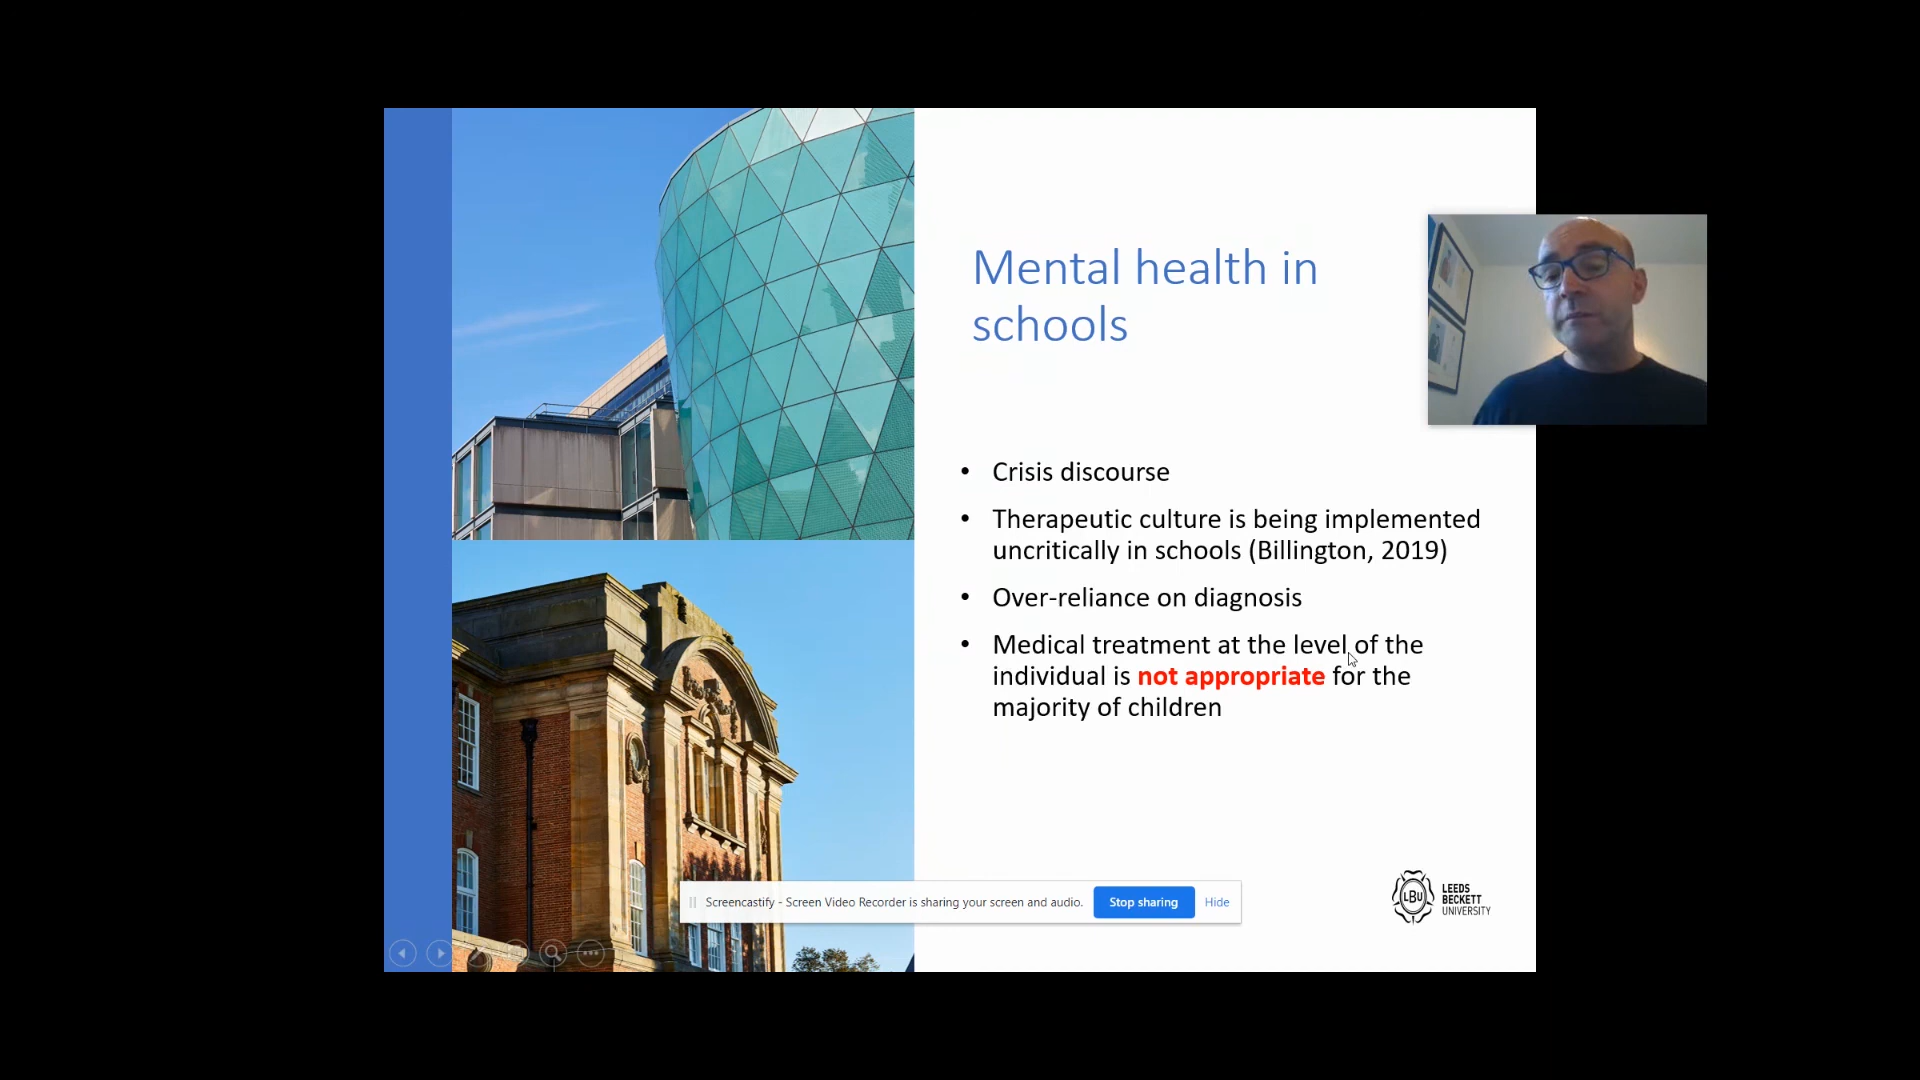 Mental health in
schools
• Crisis discourse
• Therapeutic culture is being implemented
uncritically in schools (Billington, 2019)
• Over-reliance on diagnosis
• Medical treatment at the level of the
individual is not appropriate for the
majority of children
Screencastify - Screen Video Recorder is sharing your screen and audio. Stop sharing Hide
LBU
LEEDS
BECKETT
UNIVERSITY